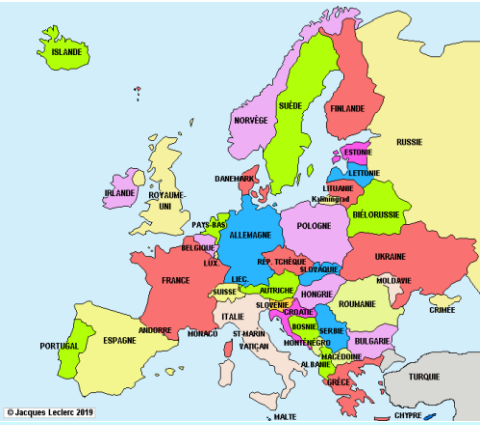 ISLANDE
NORVÈGE
SUÈDE
FINLANDE
RUSSIE
ESTONIE
LETTONIE
LITUANIE
Kaliningrad
DANEMARK
IRLANDE
ROYAUME-
UNI
BIÉLORUSSIE
PAYS-BAS
ALLEMAGNE
POLOGNE
BELGIQUE
LUX.
RÉP. TCHÈQUE
UKRAINE
SLOVAQUIE
MOLDAVIE
FRANCE
LIEC.
SUISSE
AUTRICHE
HONGRIE
ROUMANIE
SLOVÉNIE
CROATIE
CRIMÉE
ITALIE
BOSNIE
SERBIE
ANDORRE
MONACO
ST-MARIN
VATICAN
MONTÉNÉGRO
BULGARIE
PORTUGAL
ESPAGNE
MACÉDOINE
ALBANIE
GRÈCE
TURQUIE
MALTE
CHYPRE
© Jacques Leclerc 2019